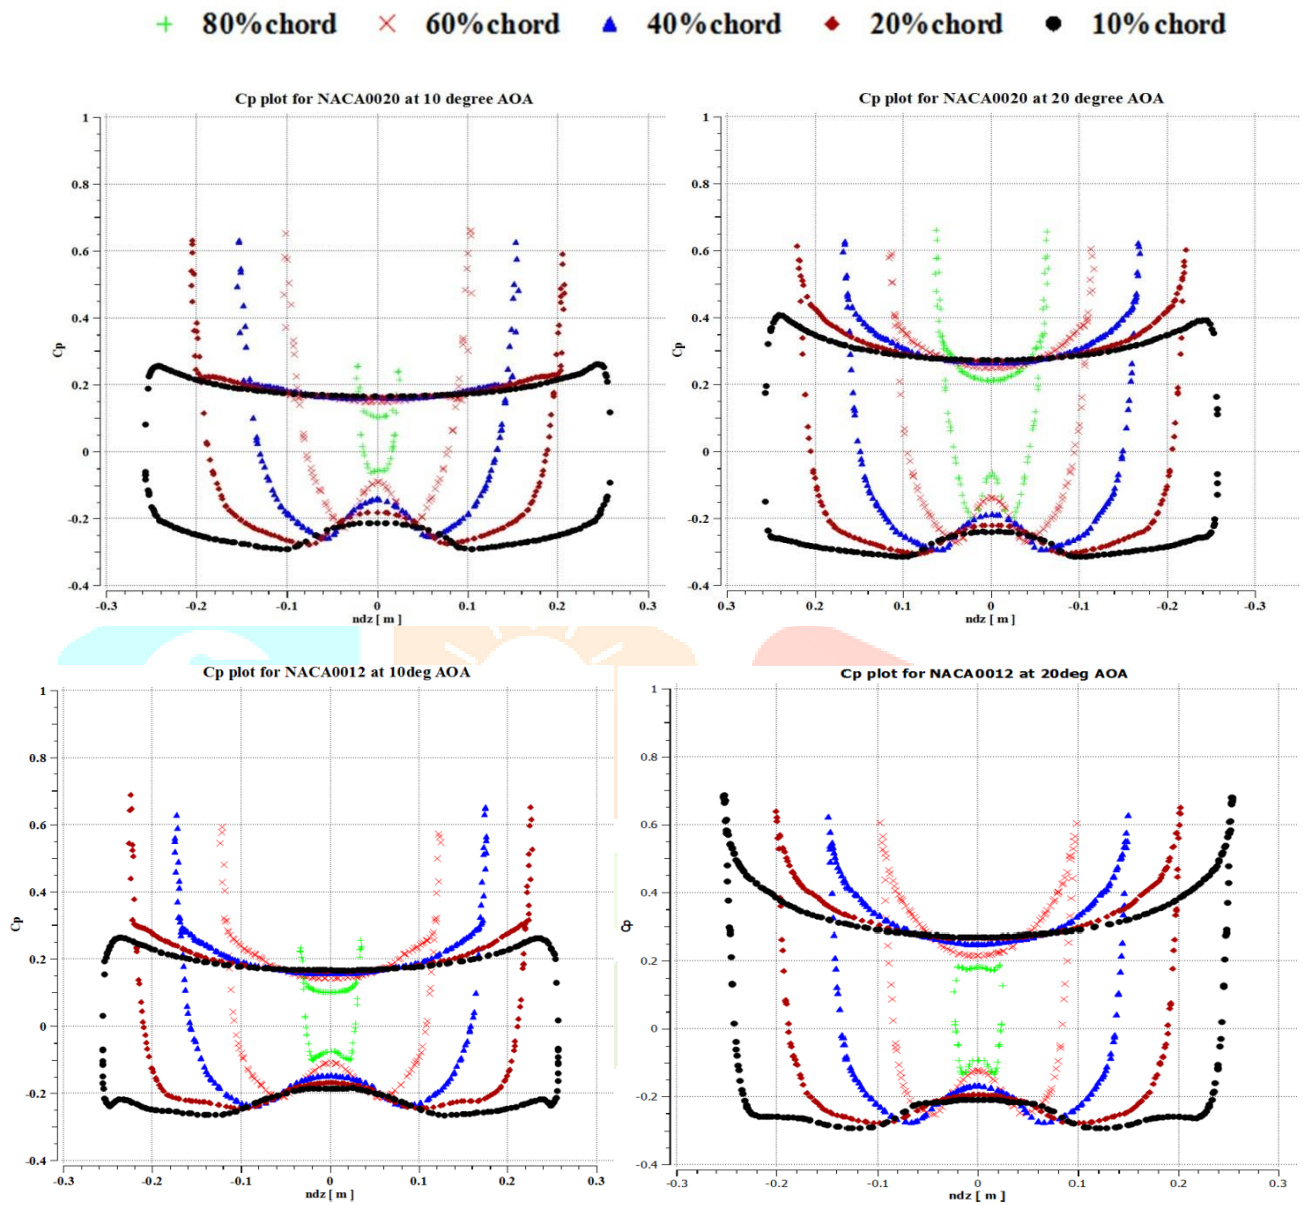 80%chord 60%chord 40%chord 20%chord 10%chord
Cp plot for NACA0020 at 10 degree AOA
1
0.8
0.6
0.4
0.2
0
-0.2
-0.4
Cp
-0.3 -0.2 -0.1 0 0.1 0.2 0.3
ndz [ m ]
Cp plot for NACA0020 at 20 degree AOA
1
0.8
0.6
0.4
0.2
0
-0.2
-0.4
0.3 0.2 0.1 0 -0.1 -0.2 -0.3
ndz [ m ]
Cp plot for NACA0012 at 10deg AOA
1
0.8
0.6
0.4
0.2
0
-0.2
-0.4
Cp
-0.3 -0.2 -0.1 0 0.1 0.2 0.3
ndz [ m ]
Cp plot for NACA0012 at 20deg AOA
1
0.8
0.6
0.4
0.2
0
-0.2
-0.4
Cp
-0.3 -0.2 -0.1 0 0.1 0.2 0.3
ndz [ m ]